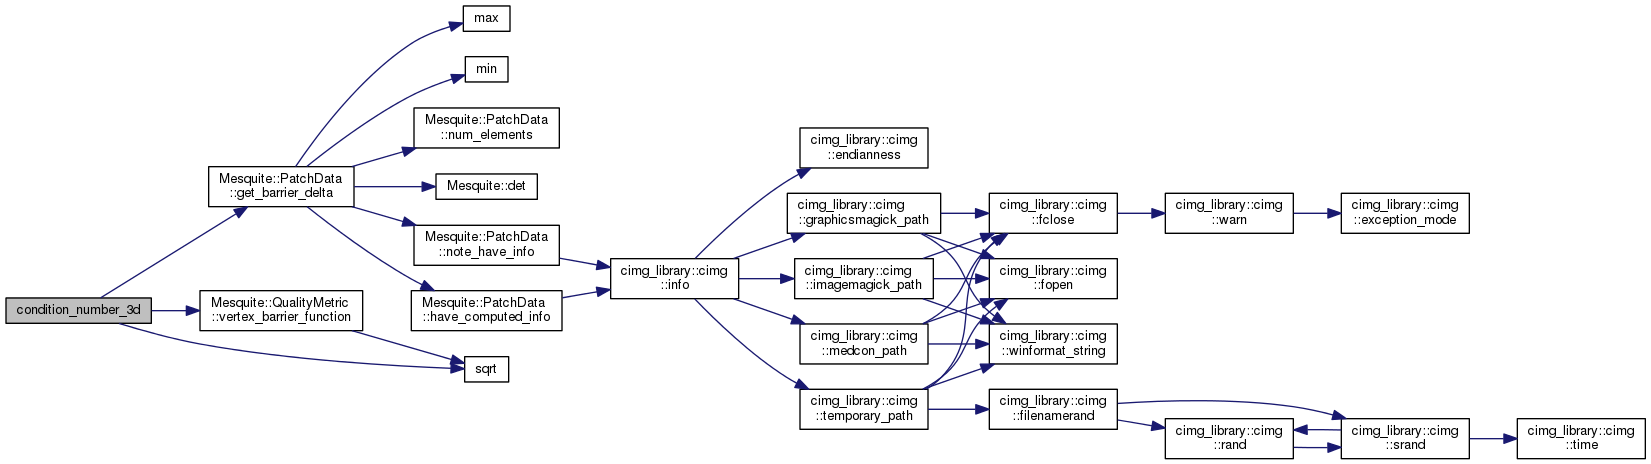 max
min
Mesquite::PatchData
::num_elements
Mesquite::PatchData
::get_barrier_delta
Mesquite::det
Mesquite::PatchData
::note_have_info
condition_number_3d
Mesquite::QualityMetric
::vertex_barrier_function
Mesquite::PatchData
::have_computed_info
sqrt
cimg_library::cimg
::info
cimg_library::cimg
::endianness
cimg_library::cimg
::graphicsmagick_path
cimg_library::cimg
::imagemagick_path
cimg_library::cimg
::medcon_path
cimg_library::cimg
::temporary_path
cimg_library::cimg
::fclose
cimg_library::cimg
::fopen
cimg_library::cimg
::winformat_string
cimg_library::cimg
::filenamerand
cimg_library::cimg
::warn
cimg_library::cimg
::exception_mode
cimg_library::cimg
::rand
cimg_library::cimg
::srand
cimg_library::cimg
::time